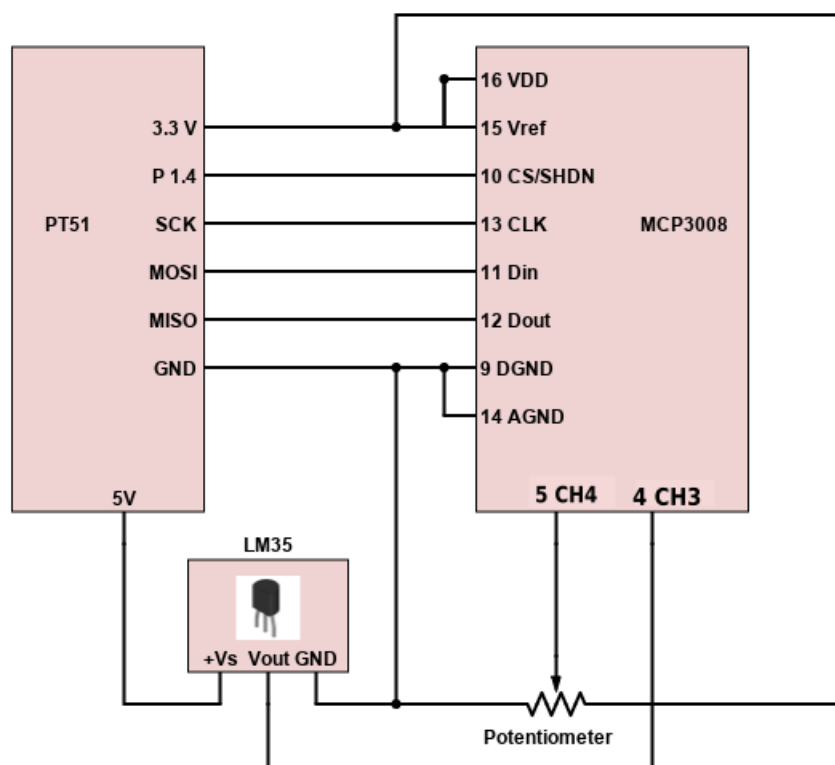 16 VDD
3.3 V
15 Vref
P 1.4
10 CS/SHDN
PT51
SCK
13 CLK
MCP3008
MOSI
11 Din
MISO
12 Dout
GND
9 DGND
14 AGND
5V
5 CH4
4 CH3
LM35
+Vs Vout GND
Potentiometer